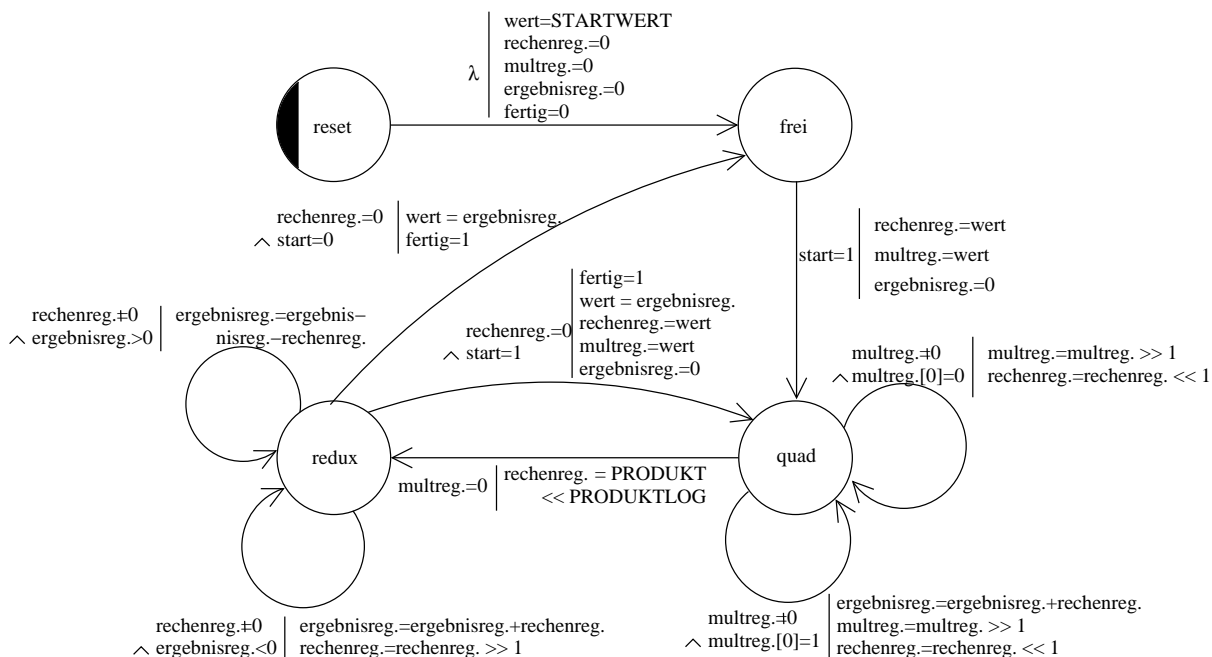 wert=STARTWERT
rechenreg.=0
multreg.=0
λ
ergebnisreg.=0
fertig=0
reset
frei
rechenreg.=0
∧ start=0
wert = ergebnisreg.
fertig=1
start=1
rechenreg.=wert
multreg.=wert
ergebnisreg.=0
rechenreg.≠0
∧ ergebnisreg.>0
ergebnisreg.=ergebnis–
nisreg.–rechenreg.
rechenreg.=0
∧ start=1
fertig=1
wert = ergebnisreg.
rechenreg.=wert
multreg.=wert
ergebnisreg.=0
multreg.≠0
∧ multreg.[0]=0
multreg.=multreg. >> 1
rechenreg.=rechenreg. << 1
redux
quad
multreg.=0
rechenreg. = PRODUKT
<< PRODUKTLOG
rechenreg.≠0
∧ ergebnisreg.<0
ergebnisreg.=ergebnisreg.+rechenreg.
rechenreg.=rechenreg. >> 1
multreg.≠0
∧ multreg.[0]=1
ergebnisreg.=ergebnisreg.+rechenreg.
multreg.=multreg. >> 1
rechenreg.=rechenreg. << 1